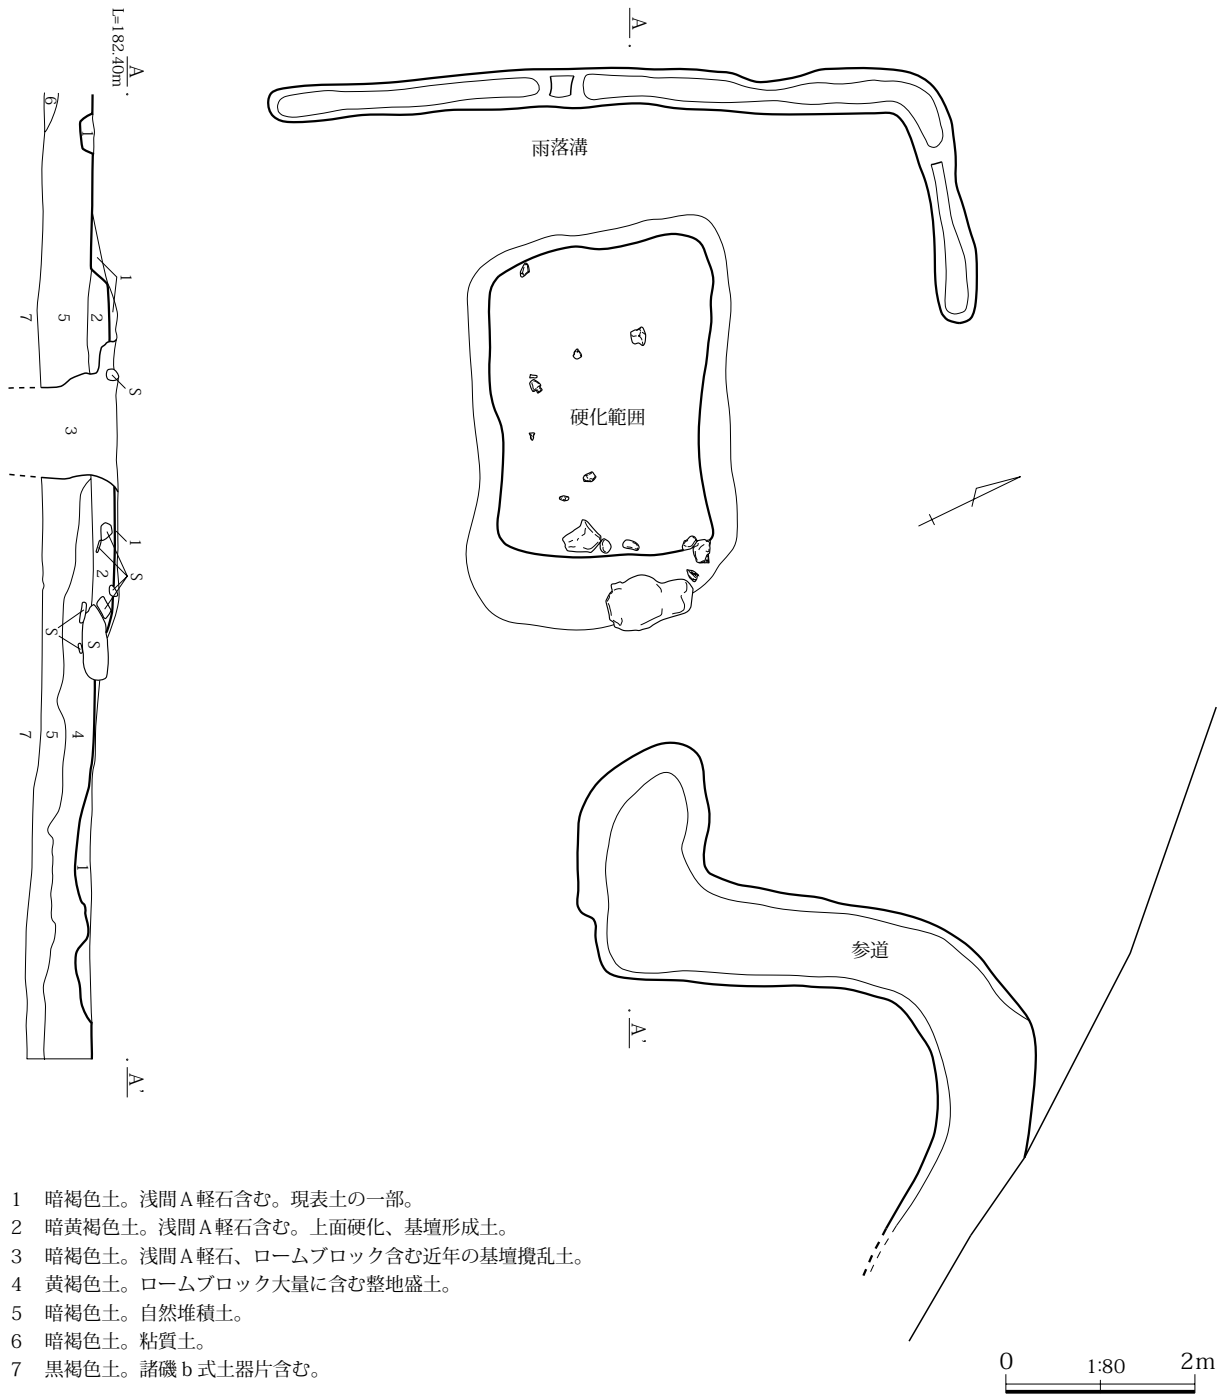 L=182.40m
A
A
6
1
雨落溝
1
7
5
2
S
3
硬化範囲
1
2
S
S
S
7
5
4
1
参道
A'
A'
1 暗褐色土。浅間A軽石含む。現表土の一部。
2 暗黄褐色土。浅間A軽石含む。上面硬化、基壇形成土。
3 暗褐色土。浅間A軽石、ロームブロック含む近年の基壇攪乱土。
4 黄褐色土。ロームブロック大量に含む整地盛土。
5 暗褐色土。自然堆積土。
6 暗褐色土。粘質土。
7 黒褐色土。諸磯b式土器片含む。
0 1:80 2m